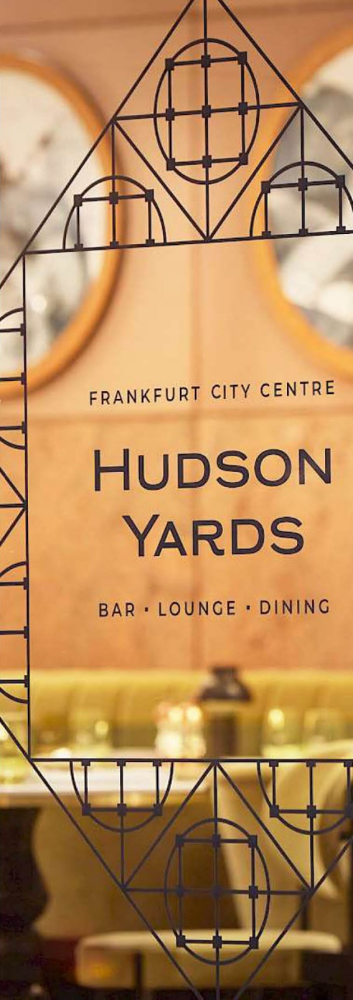 FRANKFURT CITY CENTRE
HUDSON
YARDS
BAR · LOUNGE · DINING